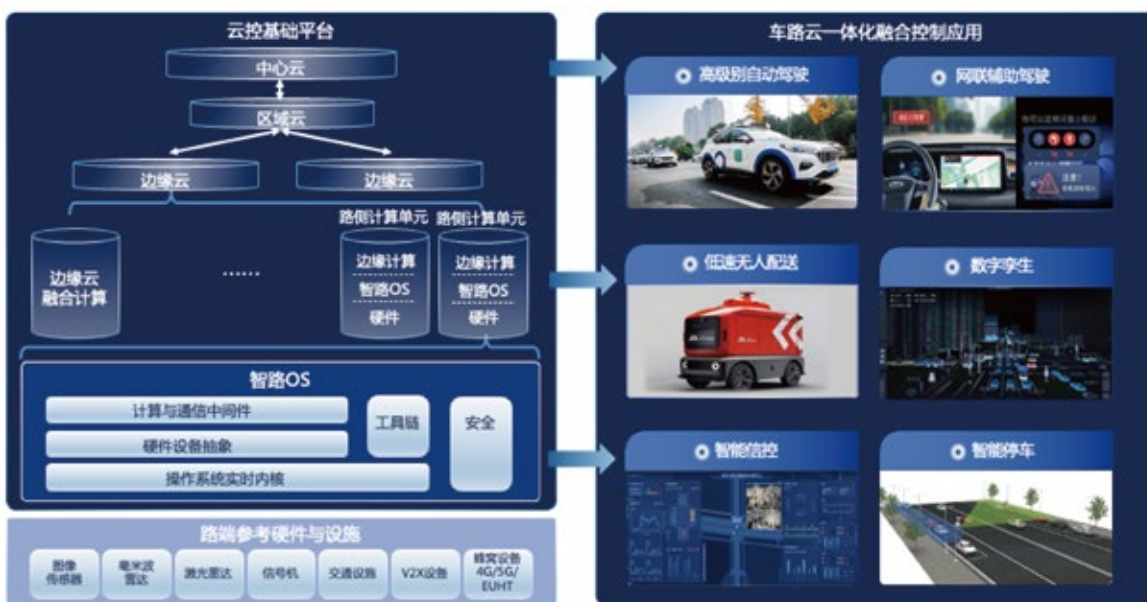 云控基础平台
中心云
区域云
边缘云
边缘云
路侧计算单元
路侧计算单元
边缘云
融合计算
……
边缘计算
智路OS
硬件
边缘计算
智路OS
硬件
智路OS
计算与通信中间件
硬件设备抽象
操作系统实时内核
工具链
安全
路端参考硬件与设施
图像
传感器
毫米波
雷达
激光雷达
信号机
交通设施
V2X设备
蜂窝设备
4G/5G/
EUHT
车路云一体化融合控制应用
高级别自动驾驶
网联辅助驾驶
注意!
低速无人配送
数字孪生
智能信控
智能停车